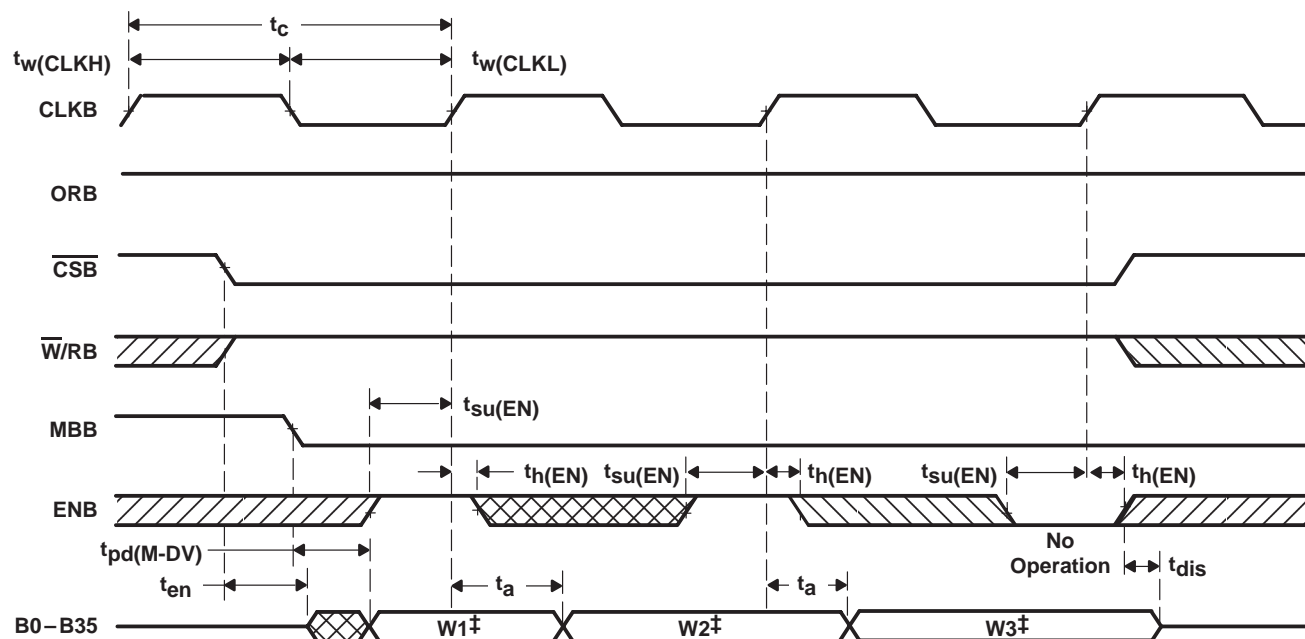 tc
tw(CLKH)
tw(CLKL)
CLKB
ORB
CSB
W/RB
tsu(EN)
MBB
th(EN)
tsu(EN)
th(EN)
tsu(EN)
th(EN)
ENB
No
Operation
tpd(M-DV)
ten
ta
ta
tdis
B0–B35
W1‡
W2‡
W3‡